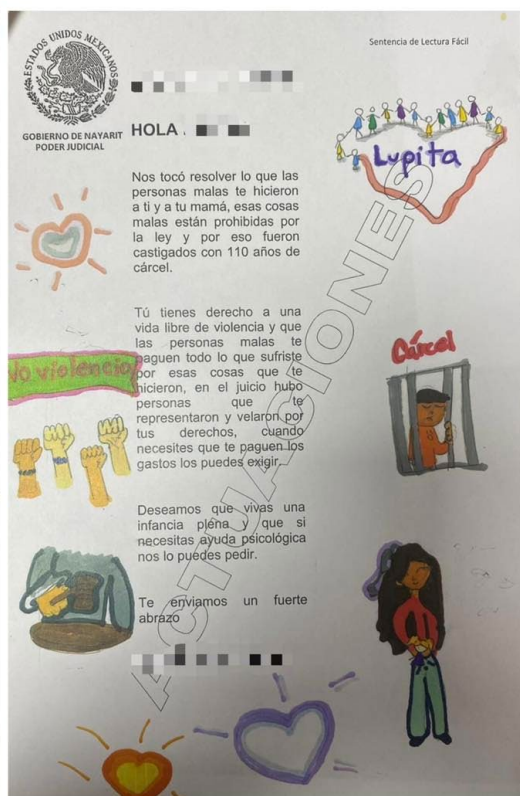 Sentencia de Lectura Fácil
ESTADOS UNIDOS MEXICANOS
GOBIERNO DE NAYARIT
PODER JUDICIAL
HOLA
Lupita
Nos tocó resolver lo que las
personas malas te hicieron
a ti y a tu mamá, esas cosas
malas están prohibidas por
la ley y por eso fueron
castigados con 110 años de
cárcel.
Tú tienes derecho a una
vida libre de violencia y que
las personas malas te
paguen todo lo que sufriste
por esas cosas que te
hicieron, en el juicio hubo
personas que te
representaron y velaron por
tus derechos, cuando
necesites que te paguen los
gastos los puedes exigir.
No violencia
Cárcel
Deseamos que vivas una
infancia plena y que si
necesitas ayuda psicológica
nos lo puedes pedir.
Te enviamos un fuerte
abrazo
ACTUACIONES